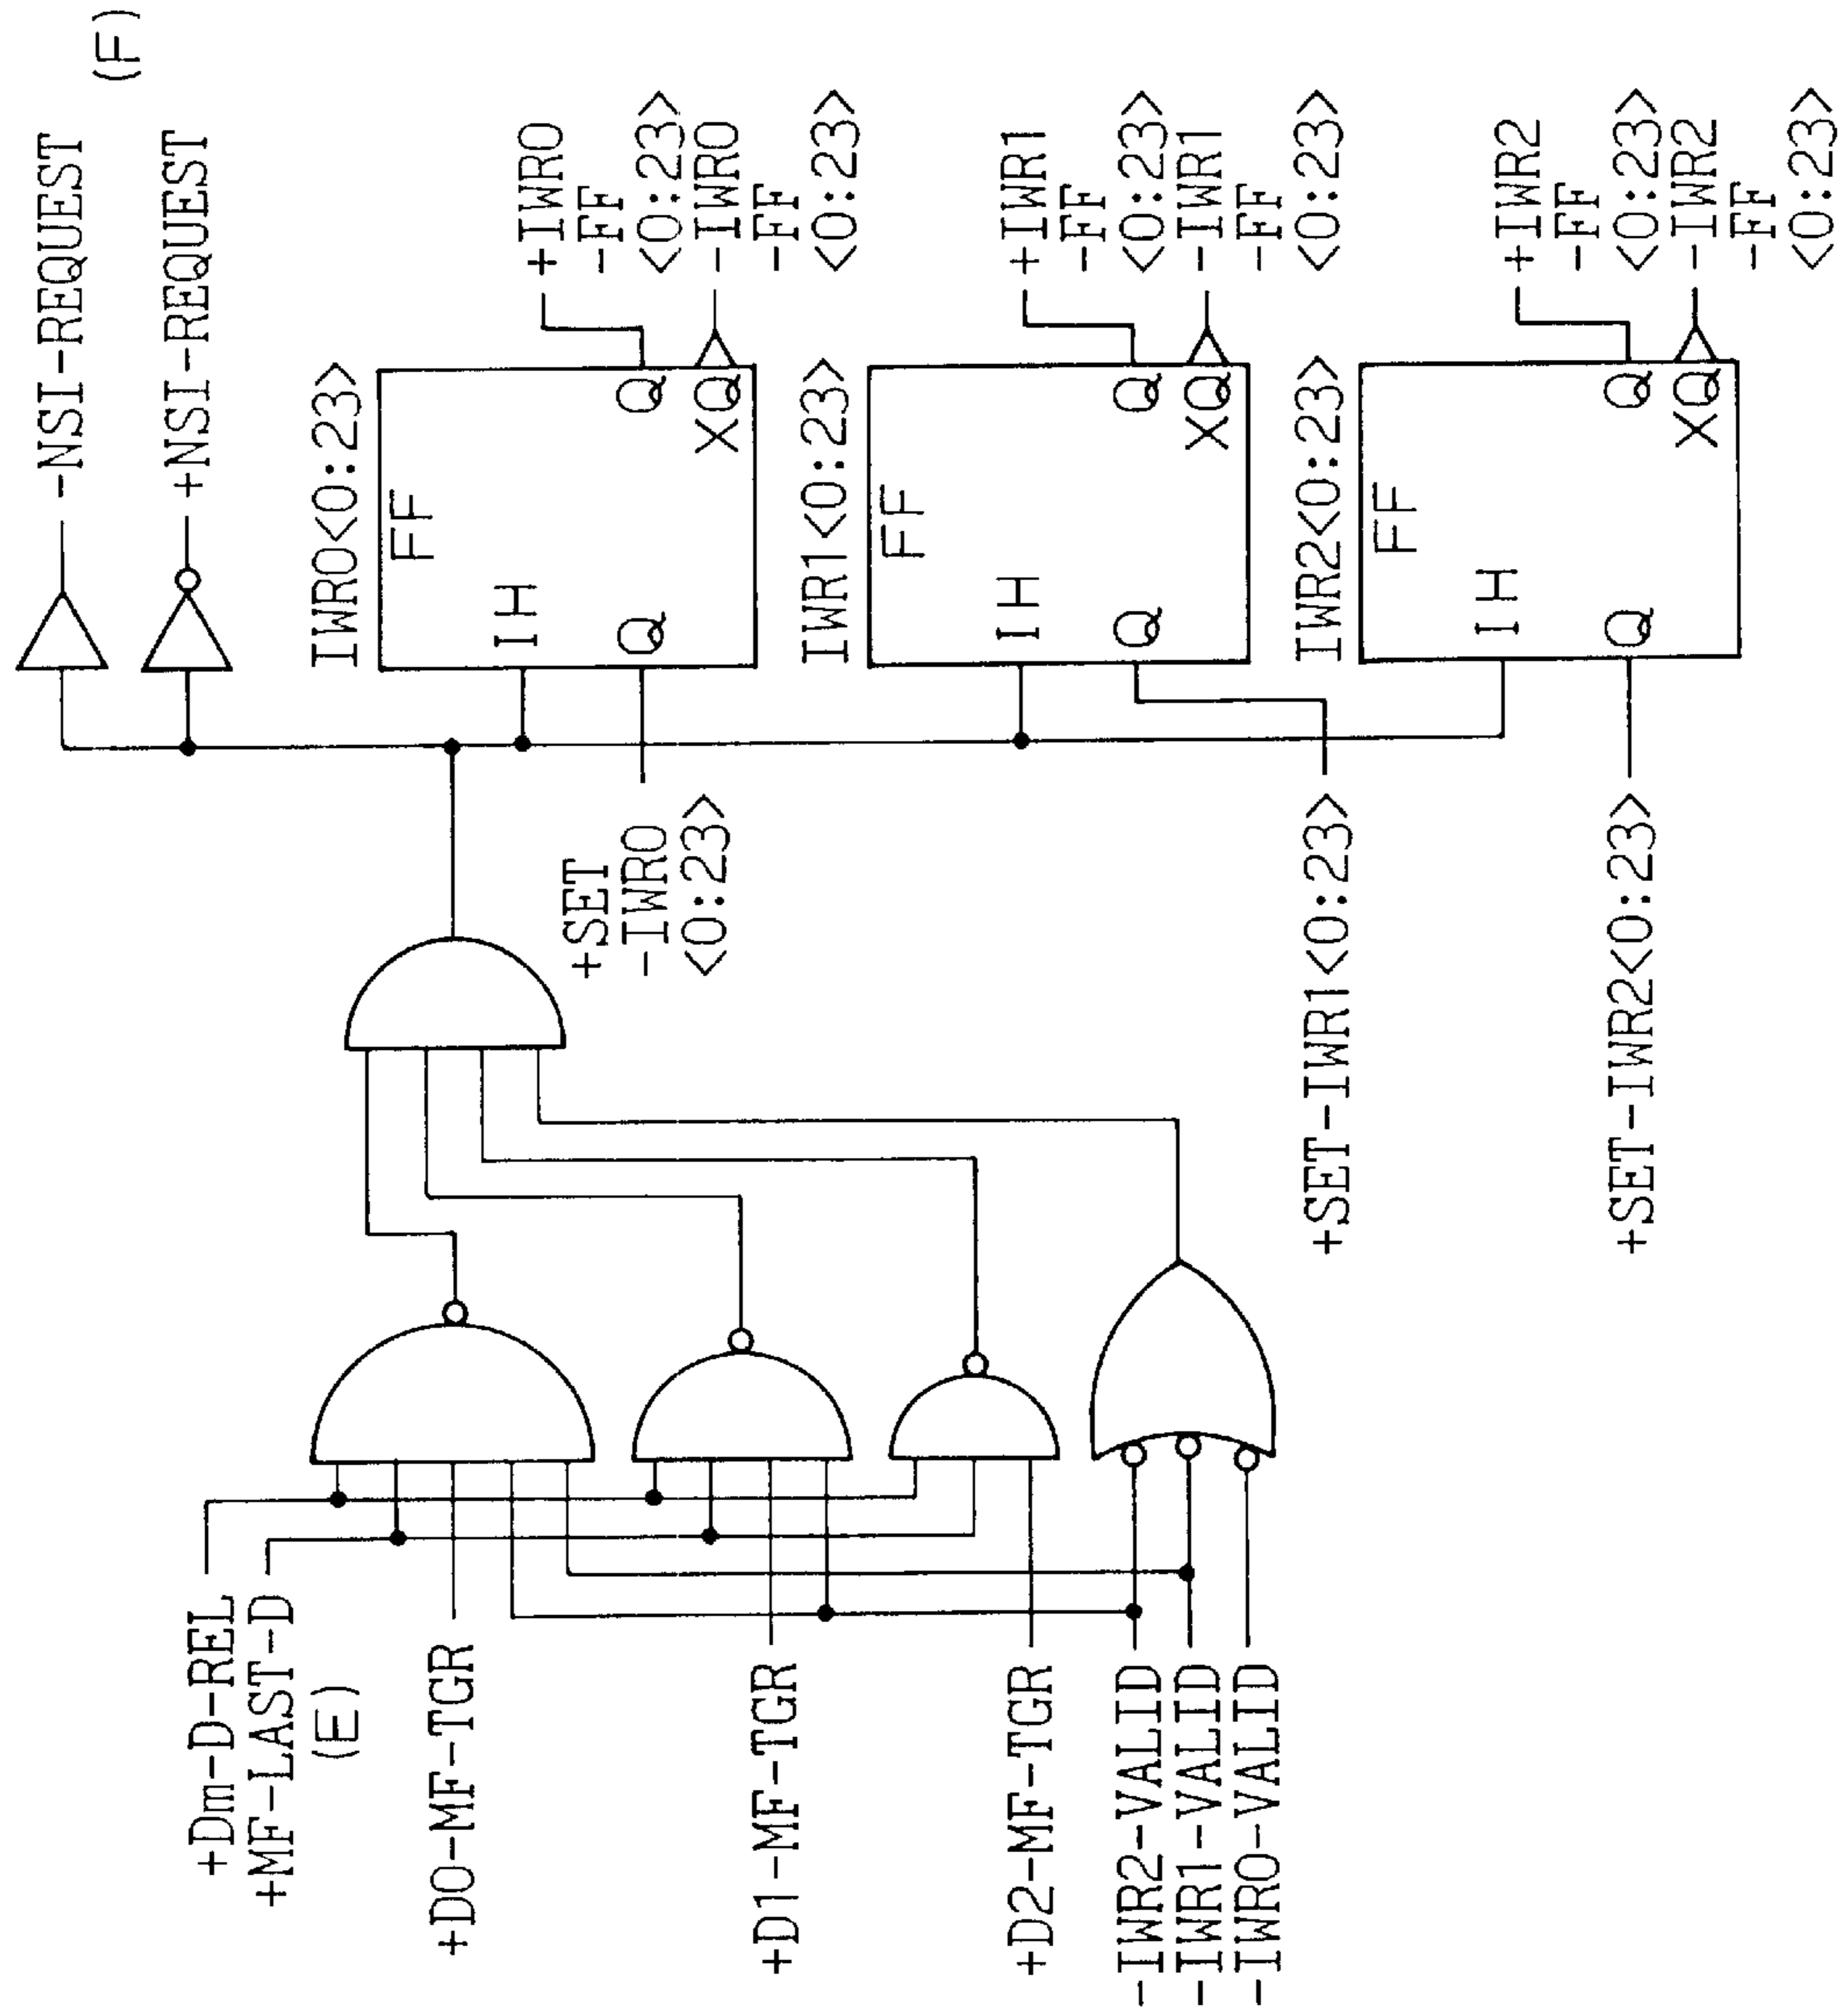 +Dm-D-REL
+MF-LAST-D
(E)
+D0-MF-TGR
+D1-MF-TGR
+D2-MF-TGR
-IWR2-VALID
-IWR1-VALID
-IWR0-VALID
+SET
-IWR0
<0:23>
+SET-IWR1<0:23>
+SET-IWR2<0:23>
-NSI-REQUEST
(F)
+NSI-REQUEST
IWR0<0:23>
FF
IH
Q
Q
XQ
+IWR0
-FF
<0:23>
-IWR0
-FF
<0:23>
IWR1<0:23>
FF
IH
Q
Q
XQ
+IWR1
-FF
<0:23>
-IWR1
-FF
<0:23>
IWR2<0:23>
FF
IH
Q
Q
XQ
+IWR2
-FF
<0:23>
-IWR2
-FF
<0:23>